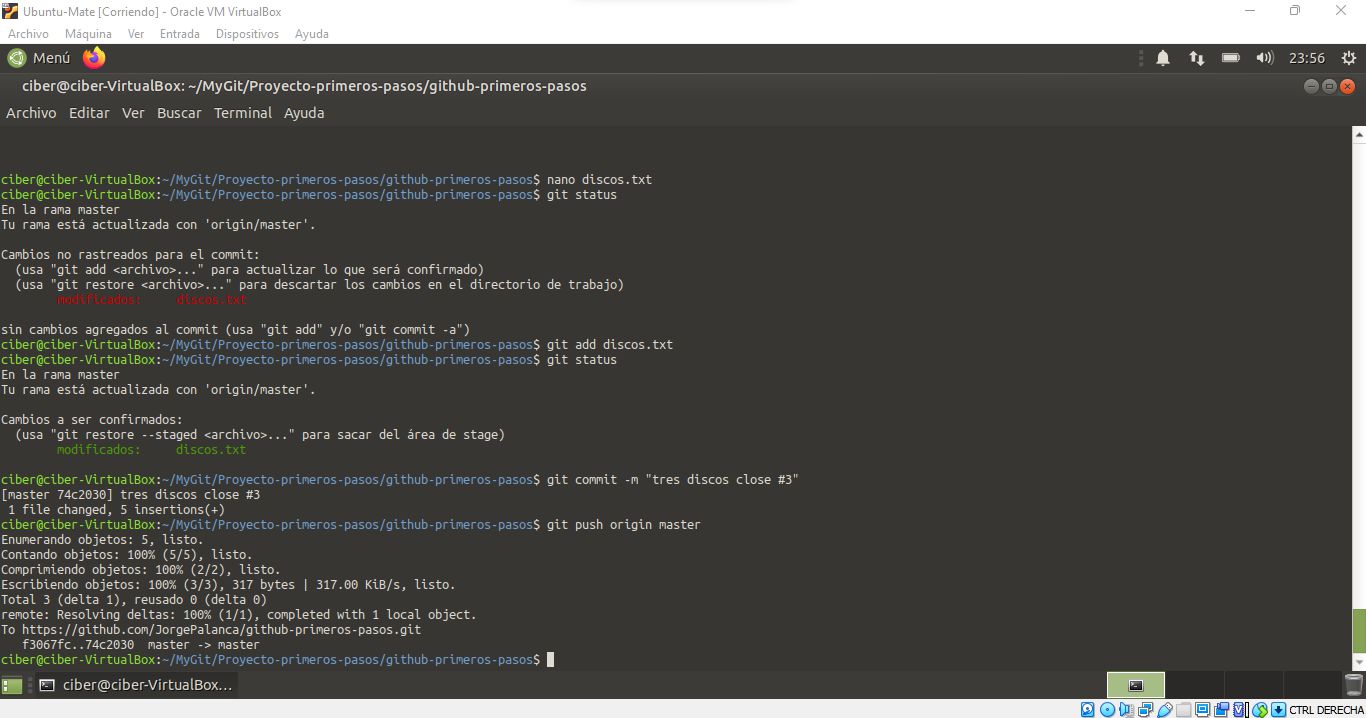 Ubuntu-Mate [Corriendo] - Oracle VM VirtualBox
Archivo Máquina Ver Entrada Dispositivos Ayuda
Menú 23:56
ciber@ciber-VirtualBox: ~/MyGit/Proyecto-primeros-pasos/github-primeros-pasos
Archivo Editar Ver Buscar Terminal Ayuda
ciber@ciber-VirtualBox:~/MyGit/Proyecto-primeros-pasos/github-primeros-pasos$ nano discos.txt
ciber@ciber-VirtualBox:~/MyGit/Proyecto-primeros-pasos/github-primeros-pasos$ git status
En la rama master
Tu rama está actualizada con 'origin/master'.
Cambios no rastreados para el commit:
(usa "git add <archivo>..." para actualizar lo que será confirmado)
(usa "git restore <archivo>..." para descartar los cambios en el directorio de trabajo)
modificados: discos.txt
sin cambios agregados al commit (usa "git add" y/o "git commit -a")
ciber@ciber-VirtualBox:~/MyGit/Proyecto-primeros-pasos/github-primeros-pasos$ git add discos.txt
ciber@ciber-VirtualBox:~/MyGit/Proyecto-primeros-pasos/github-primeros-pasos$ git status
En la rama master
Tu rama está actualizada con 'origin/master'.
Cambios a ser confirmados:
(usa "git restore --staged <archivo>..." para sacar del área de stage)
modificados: discos.txt
ciber@ciber-VirtualBox:~/MyGit/Proyecto-primeros-pasos/github-primeros-pasos$ git commit -m "tres discos close #3"
[master 74c2030] tres discos close #3
1 file changed, 5 insertions(+)
ciber@ciber-VirtualBox:~/MyGit/Proyecto-primeros-pasos/github-primeros-pasos$ git push origin master
Enumerando objetos: 5, listo.
Contando objetos: 100% (5/5), listo.
Comprimiendo objetos: 100% (2/2), listo.
Escribiendo objetos: 100% (3/3), 317 bytes | 317.00 KiB/s, listo.
Total 3 (delta 1), reusado 0 (delta 0)
remote: Resolving deltas: 100% (1/1), completed with 1 local object.
To https://github.com/JorgePalanca/github-primeros-pasos.git
f3067fc..74c2030 master -> master
ciber@ciber-VirtualBox:~/MyGit/Proyecto-primeros-pasos/github-primeros-pasos$
ciber@ciber-VirtualBox...
CTRL DERECHA